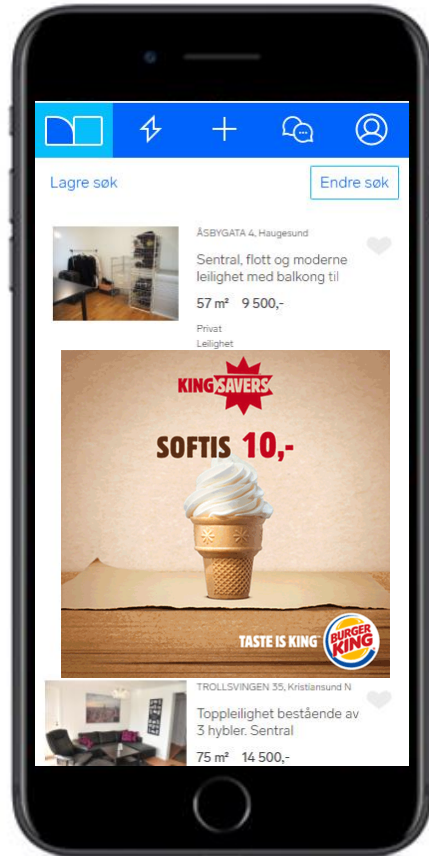 Lagre søk
Endre søk
ÅSBYGATA 4, Haugesund
Sentral, flott og moderne
leilighet med balkong til
57 m² 9 500,-
Privat
Leilighet
KING SAVERS
SOFTIS 10,-
TASTE IS KING™
BURGER
KING
TROLLSVINGEN 35, Kristiansund N
Toppleilighet bestående av
3 hybler. Sentral
75 m² 14 500,-